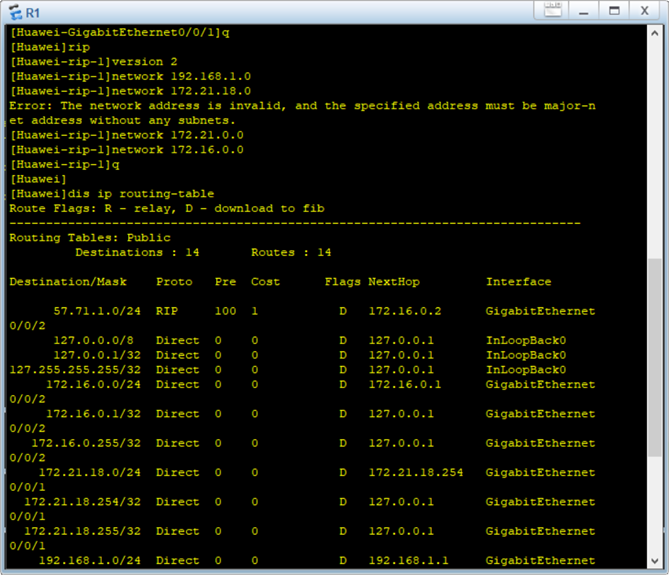 R1
[Huawei-GigabitEthernet0/0/1]q
[Huawei]rip
[Huawei-rip-1]version 2
[Huawei-rip-1]network 192.168.1.0
[Huawei-rip-1]network 172.21.18.0
Error: The network address is invalid, and the specified address must be major-n
et address without any subnets.
[Huawei-rip-1]network 172.21.0.0
[Huawei-rip-1]network 172.16.0.0
[Huawei-rip-1]q
[Huawei]
[Huawei]dis ip routing-table
Route Flags: R - relay, D - download to fib
------------------------------------------------------------------------------
Routing Tables: Public
         Destinations : 14       Routes : 14
Destination/Mask    Proto   Pre  Cost      Flags NextHop         Interface
57.71.1.0/24  RIP     100  1           D   172.16.0.2      GigabitEthernet
0/0/2
127.0.0.0/8   Direct  0    0           D   127.0.0.1       InLoopBack0
127.0.0.1/32  Direct  0    0           D   127.0.0.1       InLoopBack0
127.255.255.255/32  Direct  0    0           D   127.0.0.1       InLoopBack0
172.16.0.0/24  Direct  0    0           D   172.16.0.1      GigabitEthernet
0/0/2
172.16.0.1/32  Direct  0    0           D   127.0.0.1       GigabitEthernet
0/0/2
172.16.0.255/32  Direct  0    0           D   127.0.0.1       GigabitEthernet
0/0/2
172.21.18.0/24  Direct  0    0           D   172.21.18.254   GigabitEthernet
0/0/1
172.21.18.254/32  Direct  0    0           D   127.0.0.1       GigabitEthernet
0/0/1
172.21.18.255/32  Direct  0    0           D   127.0.0.1       GigabitEthernet
0/0/1
192.168.1.0/24  Direct  0    0           D   192.168.1.1     GigabitEthernet